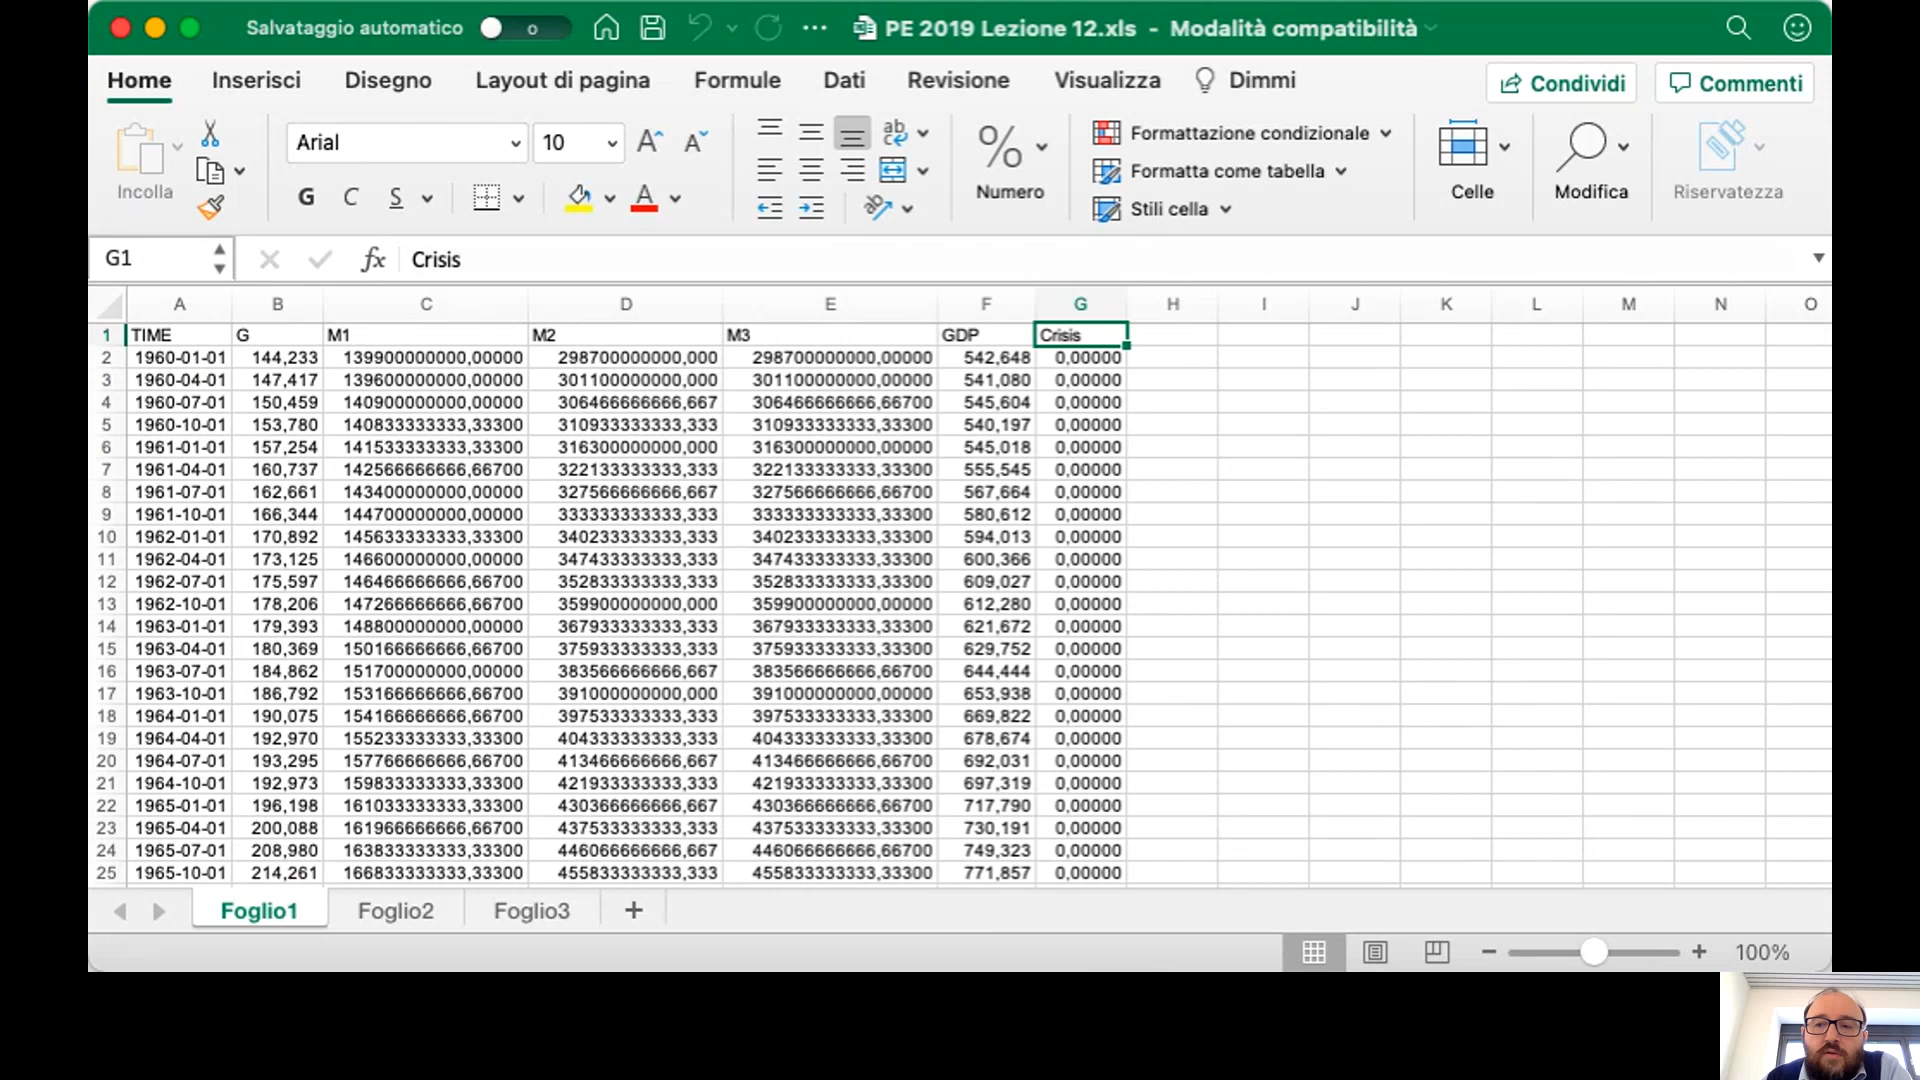 Salvataggio automatico O PE 2019 Lezione 12.xls - Modalità compatibilità
Home Inserisci Disegno Layout di pagina Formule Dati Revisione Visualizza Dimmi Condividi Commenti
Incolla Arial 10 G C S A Numero Formattazione condizionale Formatta come tabella Stili cella Celle Modifica Riservatezza
G1 fx Crisis
A B C D E F G H I J K L M N O
1 TIME G M1 M2 M3 GDP Crisis
2 1960-01-01 144,233 139900000000,00000 298700000000,000 298700000000,00000 542,648 0,00000
3 1960-04-01 147,417 139600000000,00000 301100000000,000 301100000000,00000 541,080 0,00000
4 1960-07-01 150,459 140900000000,00000 306466666666,667 306466666666,66700 545,604 0,00000
5 1960-10-01 153,780 140833333333,33300 310933333333,333 310933333333,33300 540,197 0,00000
6 1961-01-01 157,254 141533333333,33300 316300000000,000 316300000000,00000 545,018 0,00000
7 1961-04-01 160,737 142566666666,66700 322133333333,333 322133333333,33300 555,545 0,00000
8 1961-07-01 162,661 143400000000,00000 327566666666,667 327566666666,66700 567,664 0,00000
9 1961-10-01 166,344 144700000000,00000 333333333333,333 333333333333,33300 580,612 0,00000
10 1962-01-01 170,892 145633333333,33300 340233333333,333 340233333333,33300 594,013 0,00000
11 1962-04-01 173,125 146600000000,00000 347433333333,333 347433333333,33300 600,366 0,00000
12 1962-07-01 175,597 146466666666,66700 352833333333,333 352833333333,33300 609,027 0,00000
13 1962-10-01 178,206 147266666666,66700 359900000000,000 359900000000,00000 612,280 0,00000
14 1963-01-01 179,393 148800000000,00000 367933333333,333 367933333333,33300 621,672 0,00000
15 1963-04-01 180,369 150166666666,66700 375933333333,333 375933333333,33300 629,752 0,00000
16 1963-07-01 184,862 151700000000,00000 383566666666,667 383566666666,66700 644,444 0,00000
17 1963-10-01 186,792 153166666666,66700 391000000000,000 391000000000,00000 653,938 0,00000
18 1964-01-01 190,075 154166666666,66700 397533333333,333 397533333333,33300 669,822 0,00000
19 1964-04-01 192,970 155233333333,33300 404333333333,333 404333333333,33300 678,674 0,00000
20 1964-07-01 193,295 157766666666,66700 413466666666,667 413466666666,66700 692,031 0,00000
21 1964-10-01 192,973 159833333333,33300 421933333333,333 421933333333,33300 697,319 0,00000
22 1965-01-01 196,198 161033333333,33300 430366666666,667 430366666666,66700 717,790 0,00000
23 1965-04-01 200,088 161966666666,66700 437533333333,333 437533333333,33300 730,191 0,00000
24 1965-07-01 208,980 163833333333,33300 446066666666,667 446066666666,66700 749,323 0,00000
25 1965-10-01 214,261 166833333333,33300 455833333333,333 455833333333,33300 771,857 0,00000
Foglio1 Foglio2 Foglio3 +
100%